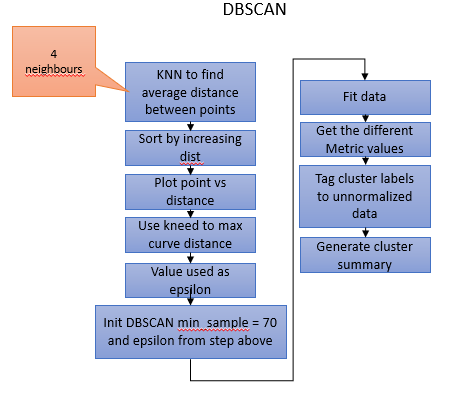 DBSCAN
4
neighbours
KNN to find
average distance
between points
Sort by increasing
dist
Plot point vs
distance
Use kneed to max
curve distance
Value used as
epsilon
Init DBSCAN min_sample = 70
and epsilon from step above
Fit data
Get the different
Metric values
Tag cluster labels
to unnormalized
data
Generate cluster
summary